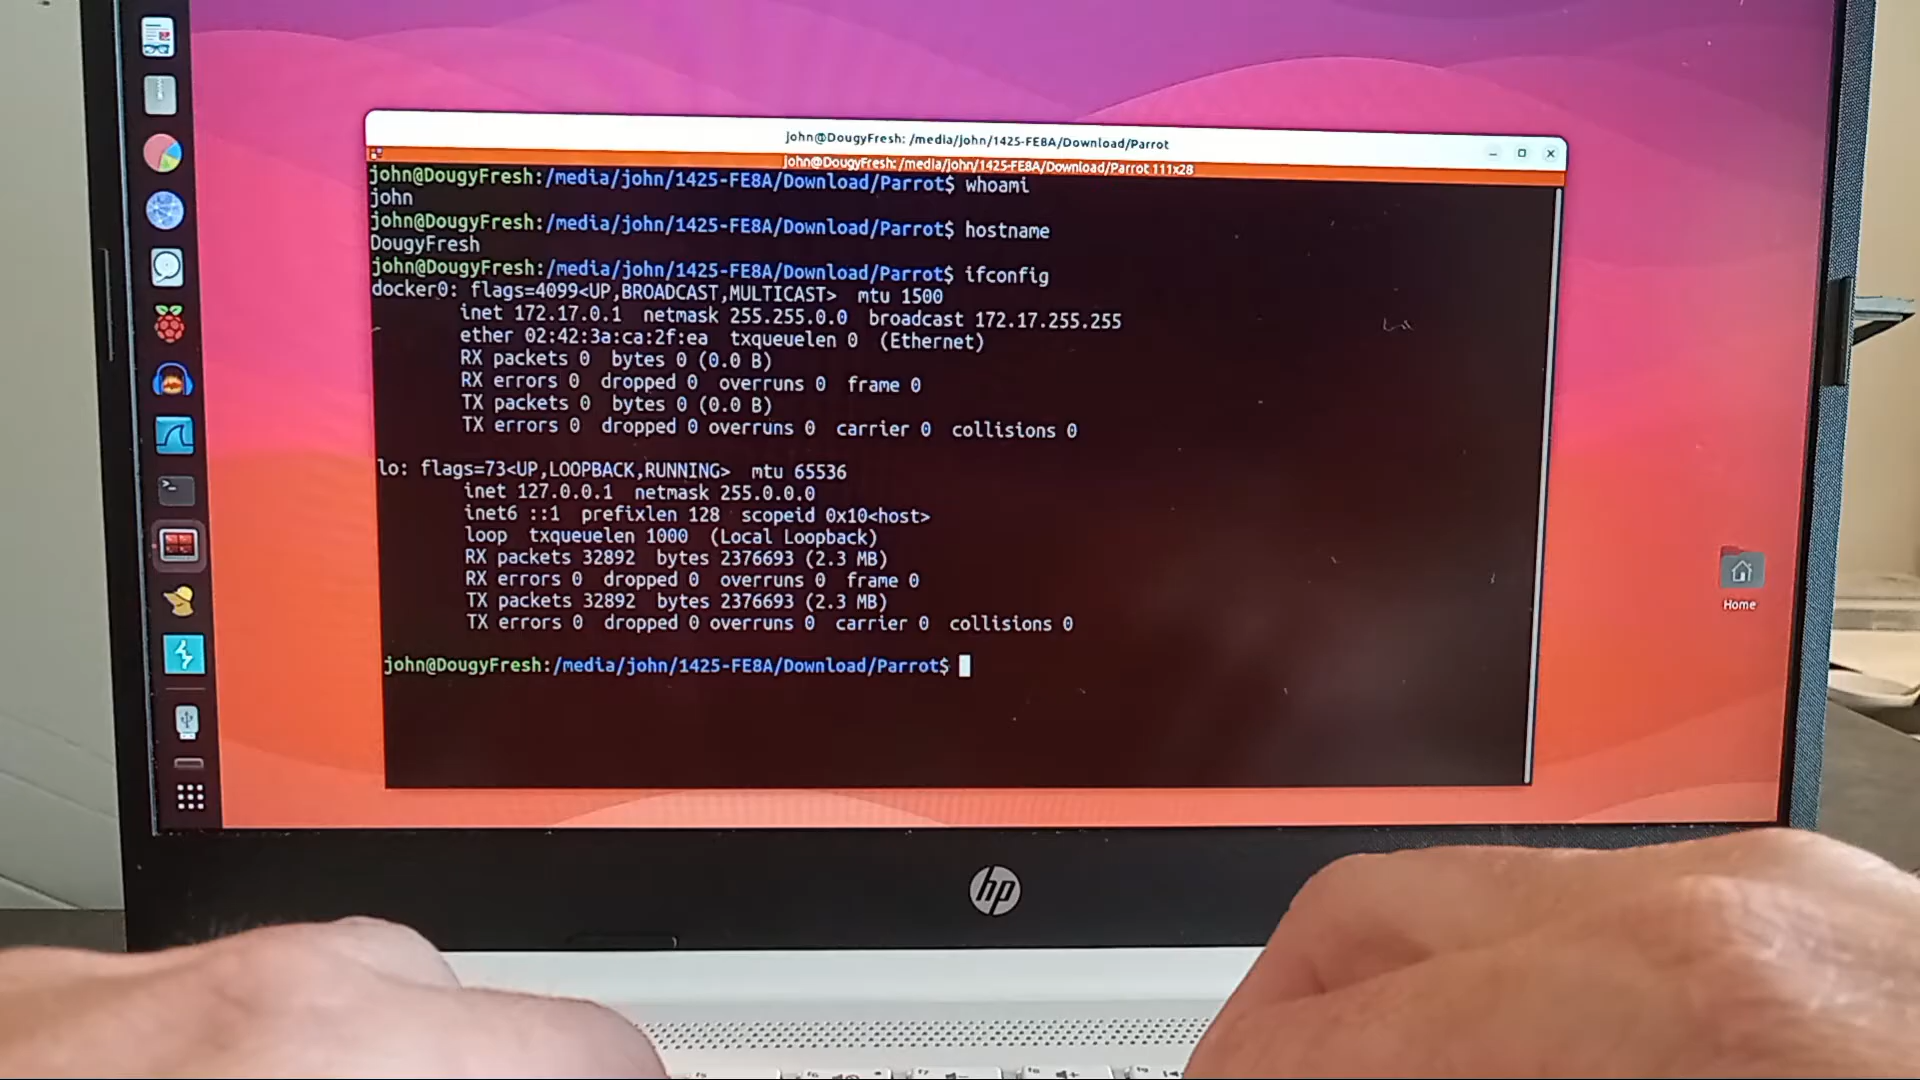 john@DougyFresh: /media/john/1425-FE8A/Download/Parrot
john@DougyFresh: /media/john/1425-FE8A/Download/Parrot 111x28
john@DougyFresh:/media/john/1425-FE8A/Download/Parrot$ whoami
john
john@DougyFresh:/media/john/1425-FE8A/Download/Parrot$ hostname
DougyFresh
john@DougyFresh:/media/john/1425-FE8A/Download/Parrot$ ifconfig
docker0: flags=4099<UP,BROADCAST,MULTICAST>  mtu 1500
inet 172.17.0.1  netmask 255.255.0.0  broadcast 172.17.255.255
ether 02:42:3a:ca:2f:ea  txqueuelen 0  (Ethernet)
RX packets 0  bytes 0 (0.0 B)
RX errors 0  dropped 0  overruns 0  frame 0
TX packets 0  bytes 0 (0.0 B)
TX errors 0  dropped 0 overruns 0  carrier 0  collisions 0
lo: flags=73<UP,LOOPBACK,RUNNING>  mtu 65536
inet 127.0.0.1  netmask 255.0.0.0
inet6 ::1  prefixlen 128  scopeid 0x10<host>
loop  txqueuelen 1000  (Local Loopback)
RX packets 32892  bytes 2376693 (2.3 MB)
RX errors 0  dropped 0  overruns 0  frame 0
TX packets 32892  bytes 2376693 (2.3 MB)
TX errors 0  dropped 0 overruns 0  carrier 0  collisions 0
john@DougyFresh:/media/john/1425-FE8A/Download/Parrot$
Home
hp